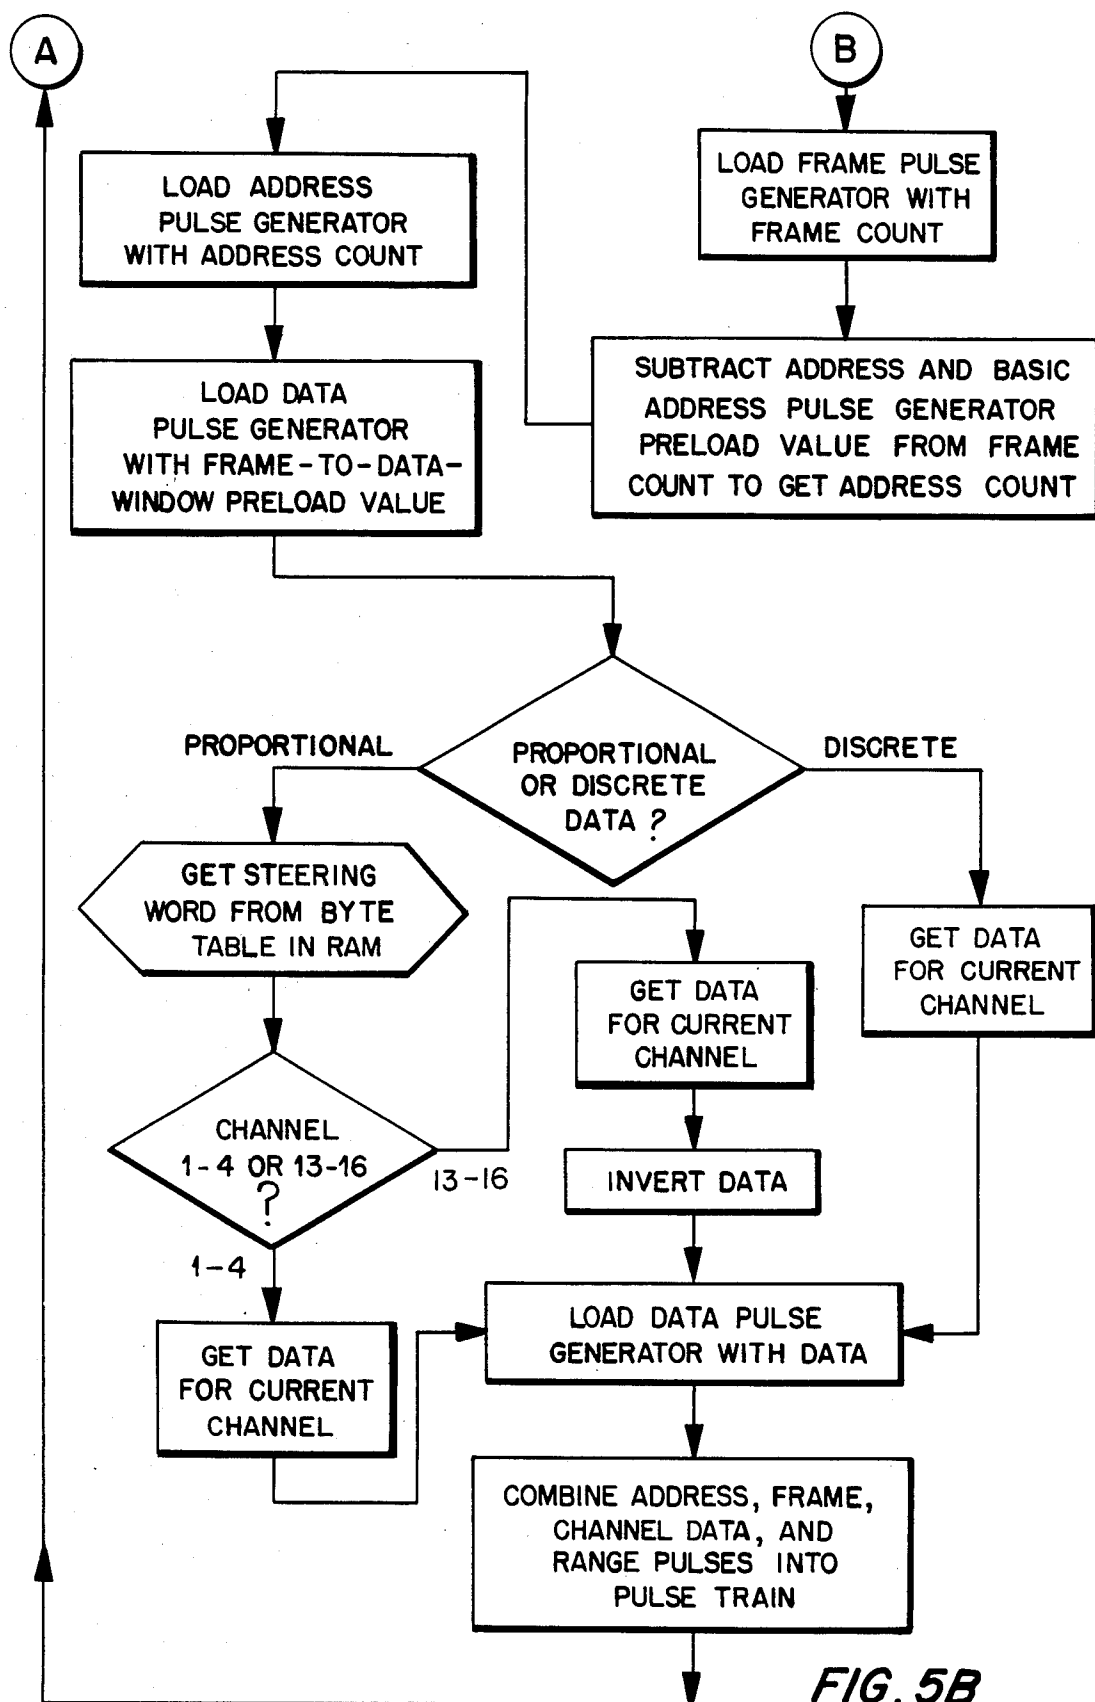 A
B
LOAD FRAME PULSE
GENERATOR WITH
FRAME COUNT
SUBTRACT ADDRESS AND BASIC
ADDRESS PULSE GENERATOR
PRELOAD VALUE FROM FRAME
COUNT TO GET ADDRESS COUNT
LOAD ADDRESS
PULSE GENERATOR
WITH ADDRESS COUNT
LOAD DATA
PULSE GENERATOR
WITH FRAME-TO-DATA-
WINDOW PRELOAD VALUE
PROPORTIONAL
OR DISCRETE
DATA ?
PROPORTIONAL
DISCRETE
GET STEERING
WORD FROM BYTE
TABLE IN RAM
CHANNEL
1-4 OR 13-16
?
13-16
1-4
GET DATA
FOR CURRENT
CHANNEL
GET DATA
FOR CURRENT
CHANNEL
INVERT DATA
GET DATA
FOR CURRENT
CHANNEL
LOAD DATA PULSE
GENERATOR WITH DATA
COMBINE ADDRESS, FRAME,
CHANNEL DATA, AND
RANGE PULSES INTO
PULSE TRAIN
FIG. 5B